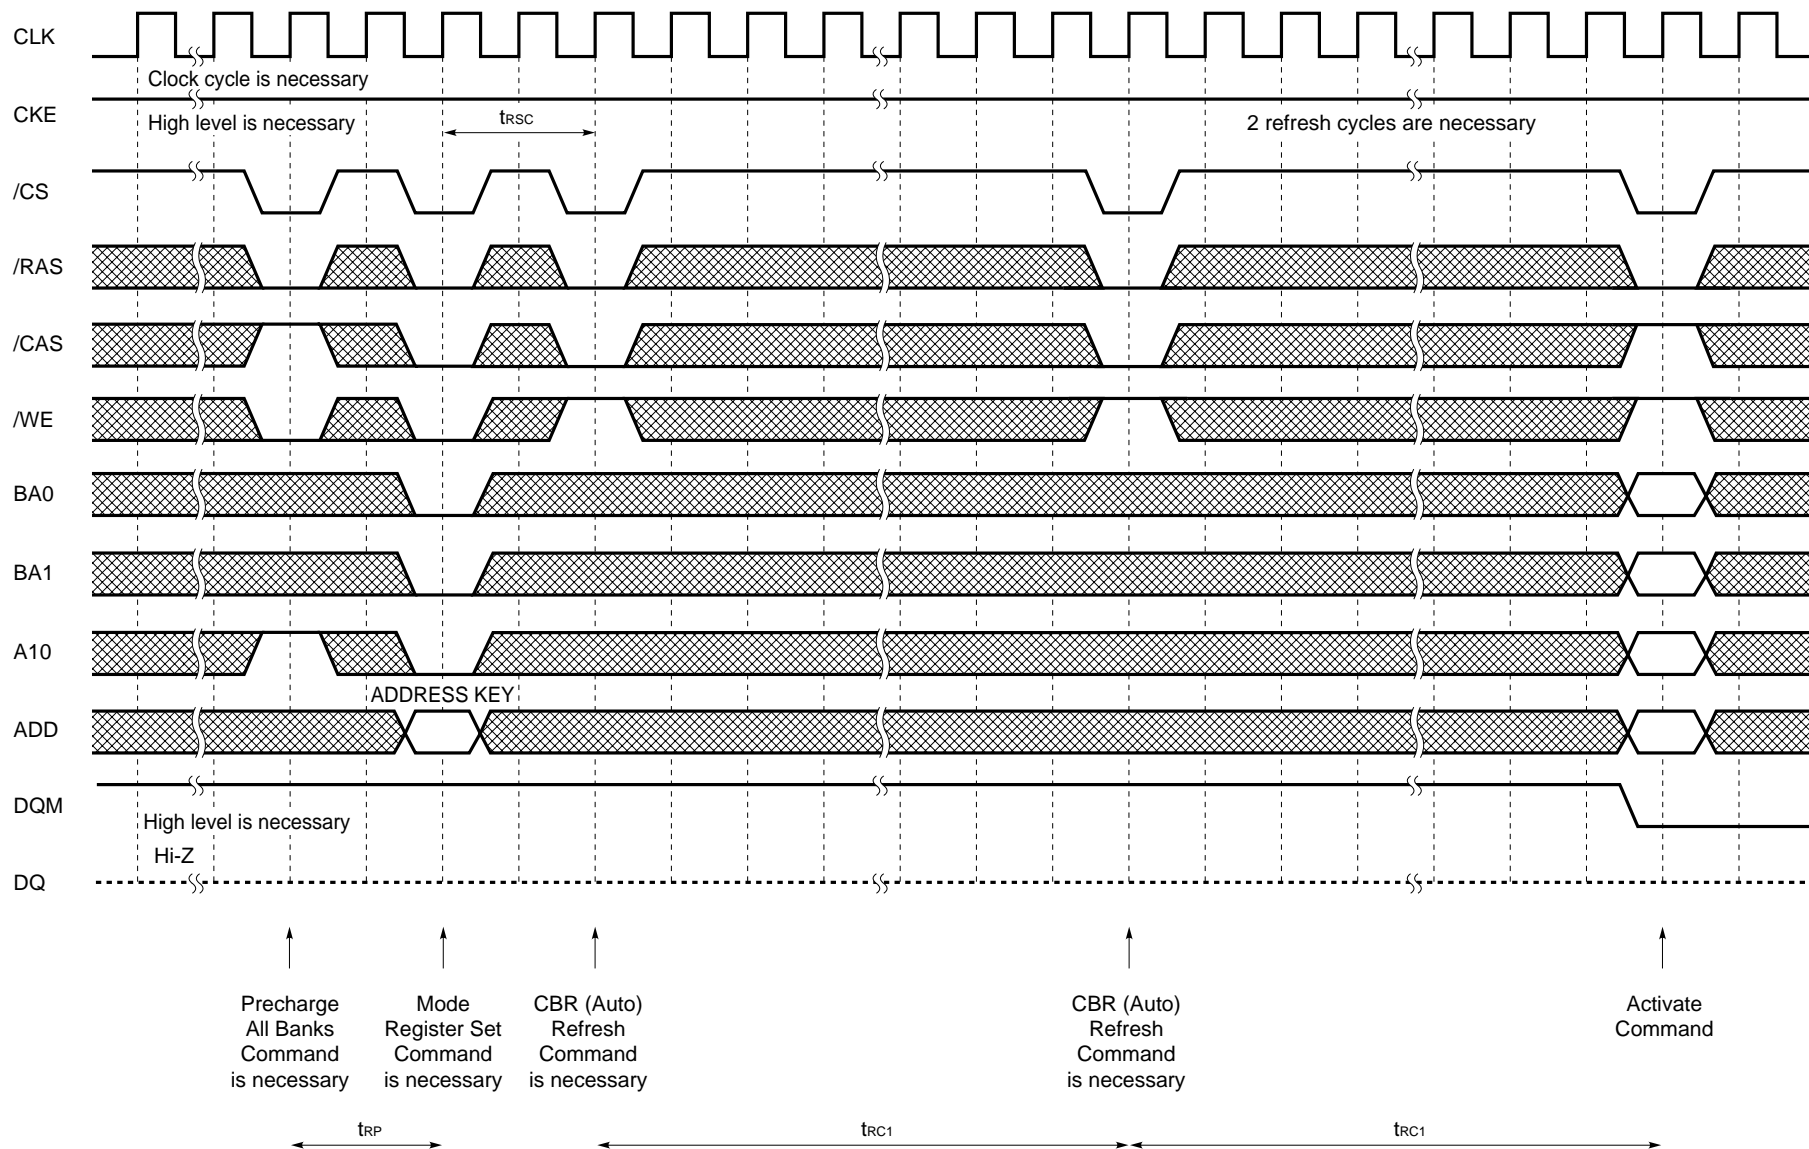 CLK
Clock cycle is necessary
CKE
High level is necessary
tRSC
2 refresh cycles are necessary
/CS
/RAS
/CAS
/WE
BA0
BA1
A10
ADDRESS KEY
ADD
DQM
High level is necessary
Hi-Z
DQ
Precharge
All Banks
Command
is necessary
Mode
Register Set
Command
is necessary
CBR (Auto)
Refresh
Command
is necessary
CBR (Auto)
Refresh
Command
is necessary
Activate
Command
tRP
tRC1
tRC1